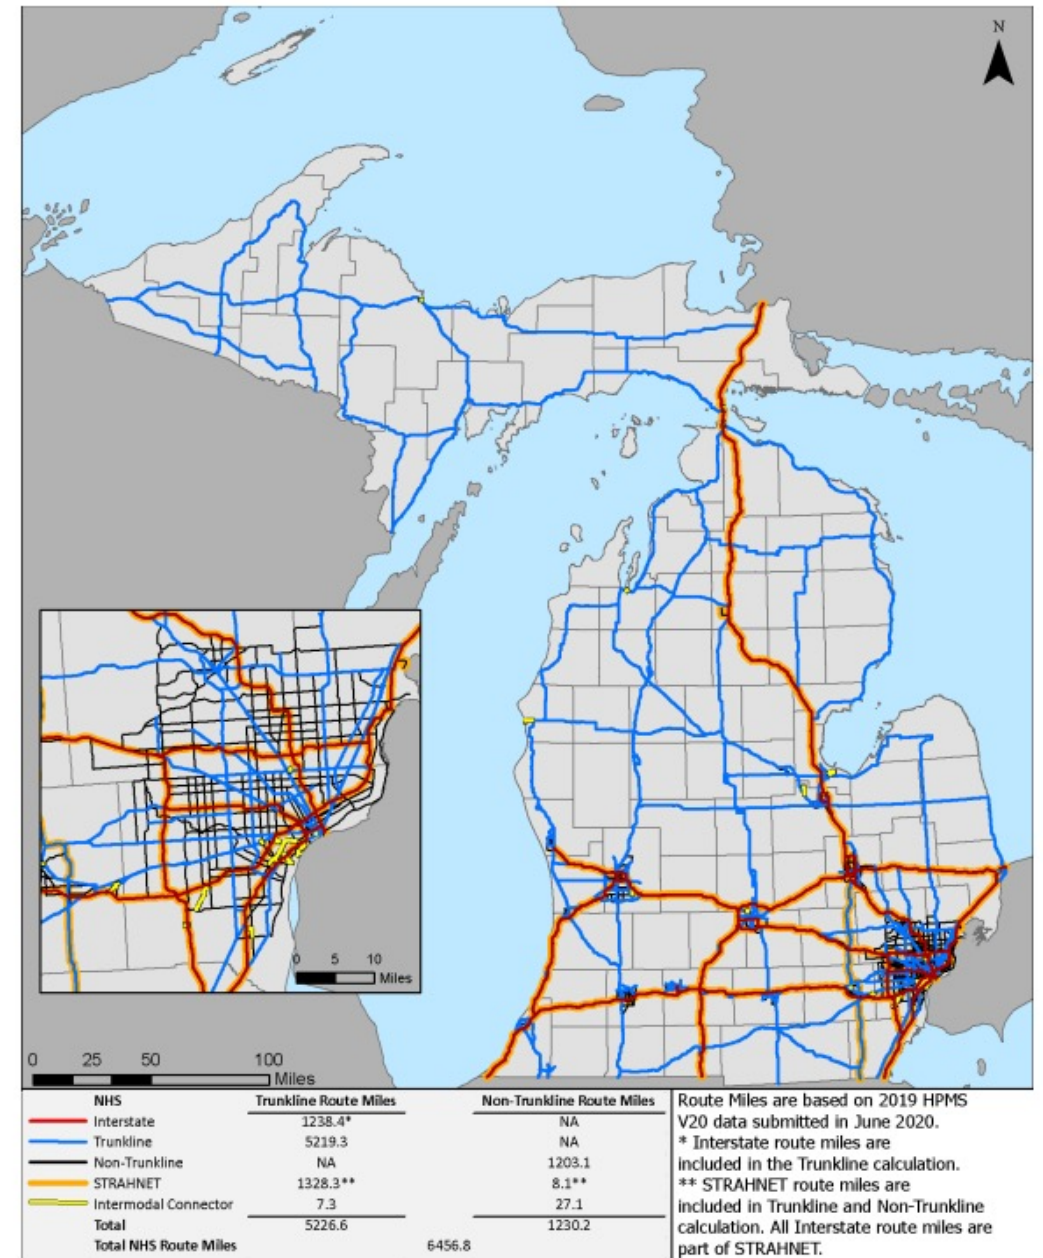 N
0 5 10
Miles
0 25 50 100
Miles
NHS Trunkline Route Miles Non-Trunkline Route Miles
Interstate 1238.4* NA
Trunkline 5219.3 NA
Non-Trunkline NA 1203.1
STRAHNET 1328.3** 8.1**
Intermodal Connector 7.3 27.1
Total 5226.6 1230.2
Total NHS Route Miles 6456.8
Route Miles are based on 2019 HPMS
V20 data submitted in June 2020.
* Interstate route miles are
included in the Trunkline calculation.
** STRAHNET route miles are
included in Trunkline and Non-Trunkline
calculation. All Interstate route miles are
part of STRAHNET.